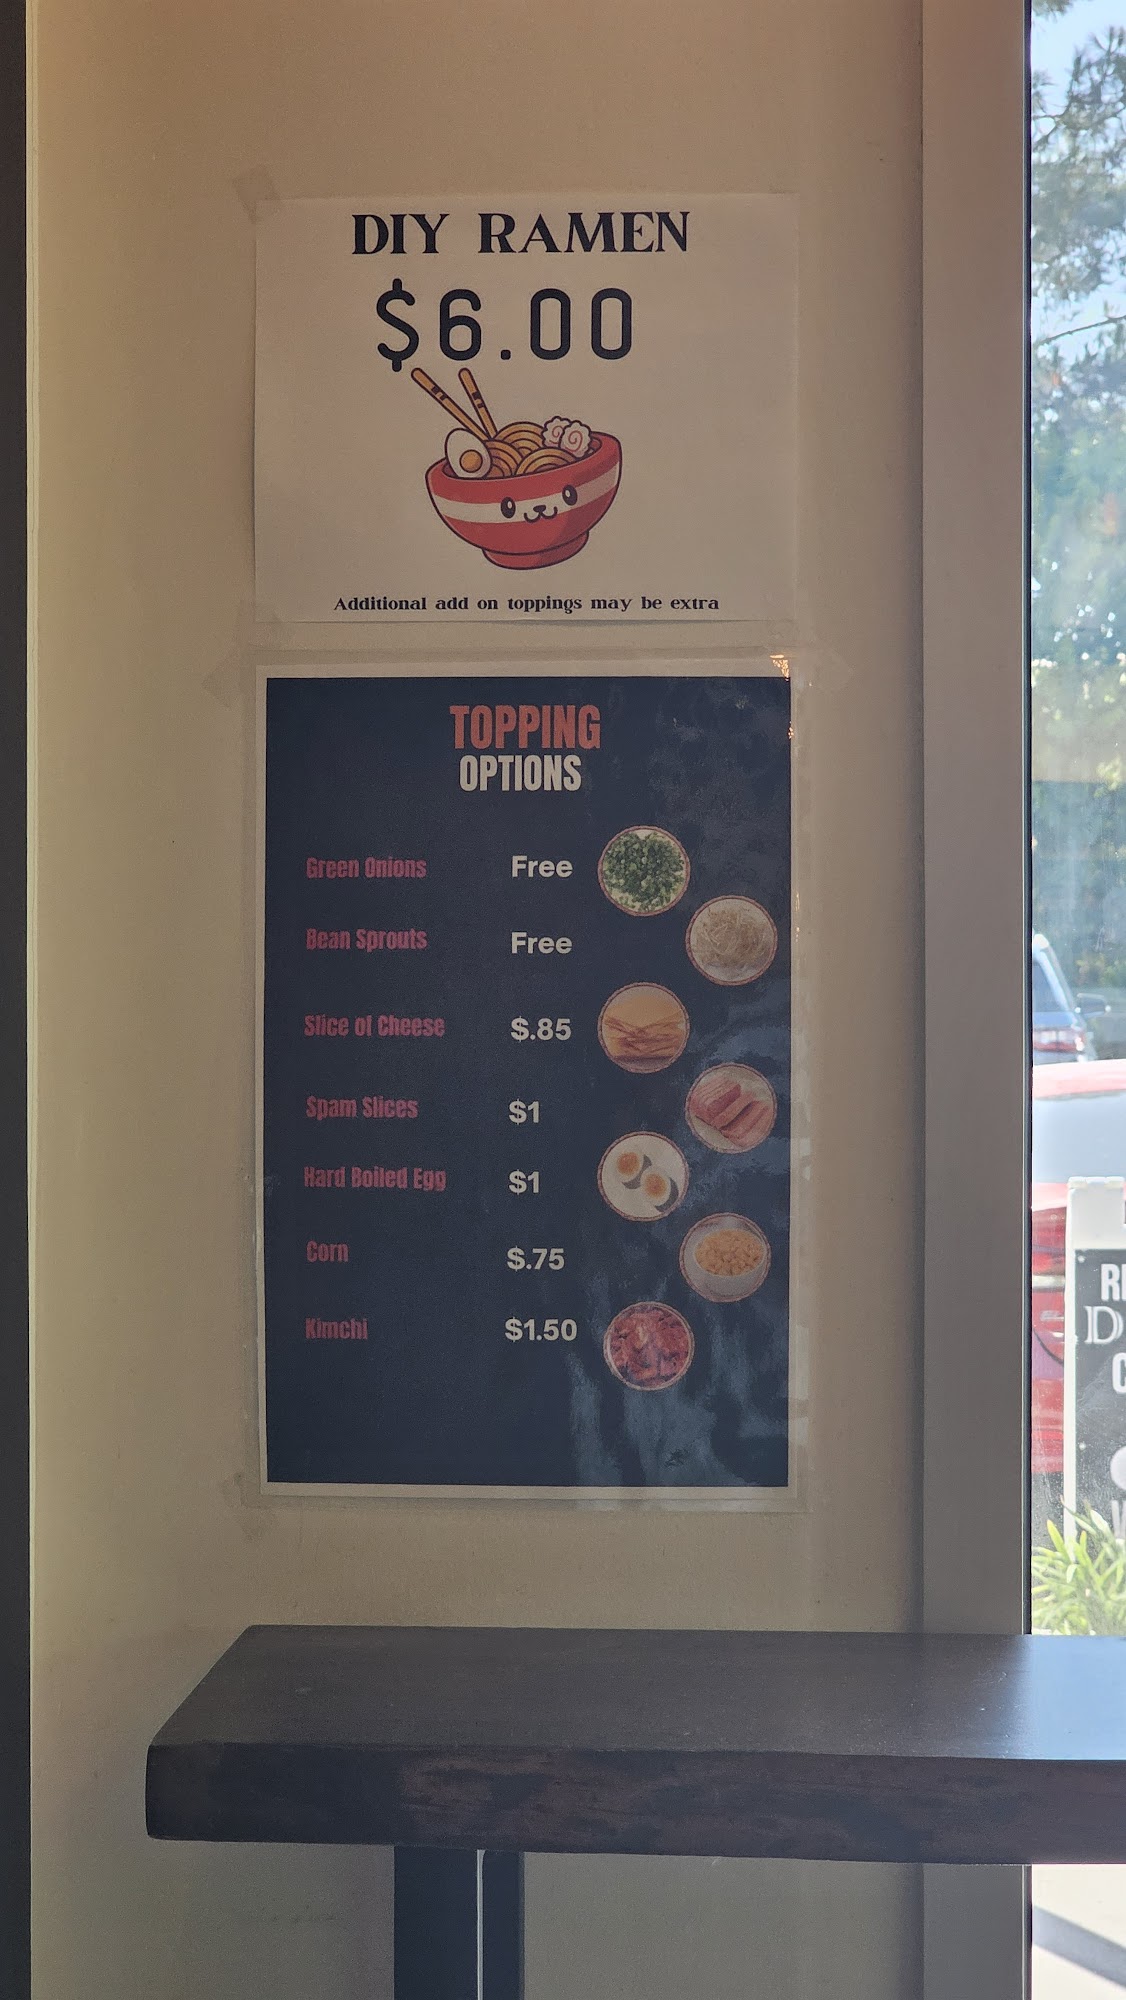 DIY RAMEN
$6.00
Additional add on toppings may be extra
TOPPING
OPTIONS
Green Onions Free
Bean Sprouts Free
Slice of Cheese $.85
Spam Slices $1
Hard Boiled Egg $1
Corn $.75
Kimchi $1.50